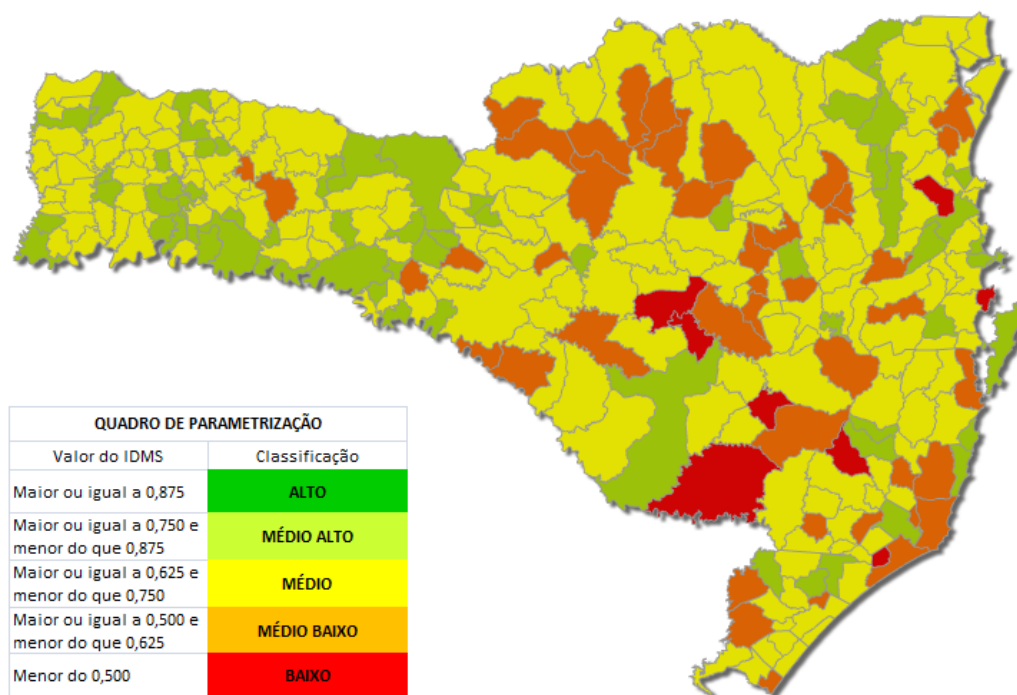 QUADRO DE PARAMETRIZAÇÃO
Valor do IDMS Classificação
Maior ou igual a 0,875 ALTO
Maior ou igual a 0,750 e
menor do que 0,875 MÉDIO ALTO
Maior ou igual a 0,625 e
menor do que 0,750 MÉDIO
Maior ou igual a 0,500 e
menor do que 0,625 MÉDIO BAIXO
Menor do 0,500 BAIXO